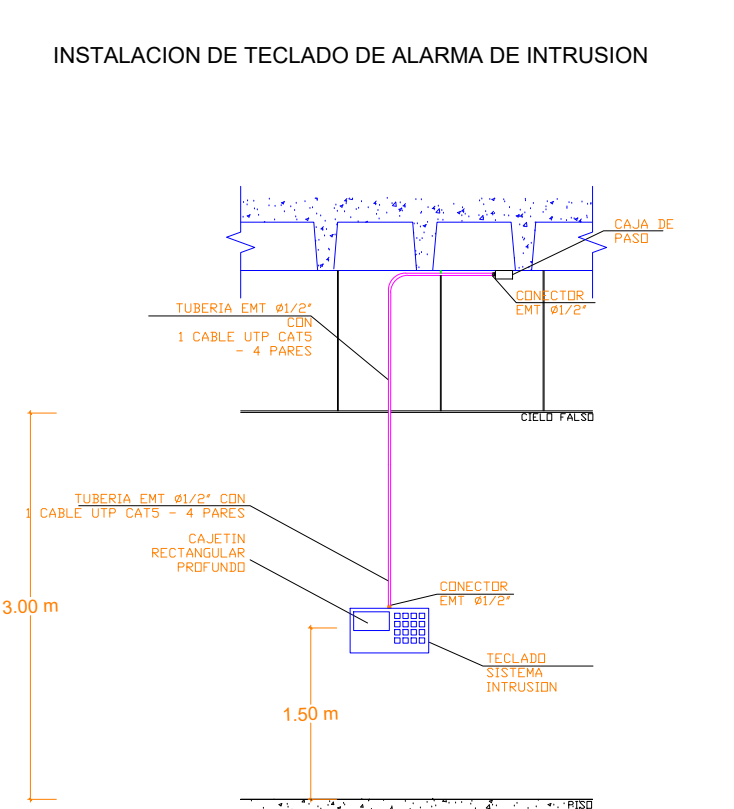 INSTALACION DE TECLADO DE ALARMA DE INTRUSION
CAJA DE
PASO
CONECTOR
EMT Ø1/2"
TUBERIA EMT Ø1/2"
CON
1 CABLE UTP CAT5
- 4 PARES
CIELO FALSO
TUBERIA EMT Ø1/2" CON
1 CABLE UTP CAT5 - 4 PARES
CAJETIN
RECTANGULAR
PROFUNDO
CONECTOR
EMT Ø1/2"
3.00 m
TECLADO
SISTEMA
INTRUSION
1.50 m
PISO